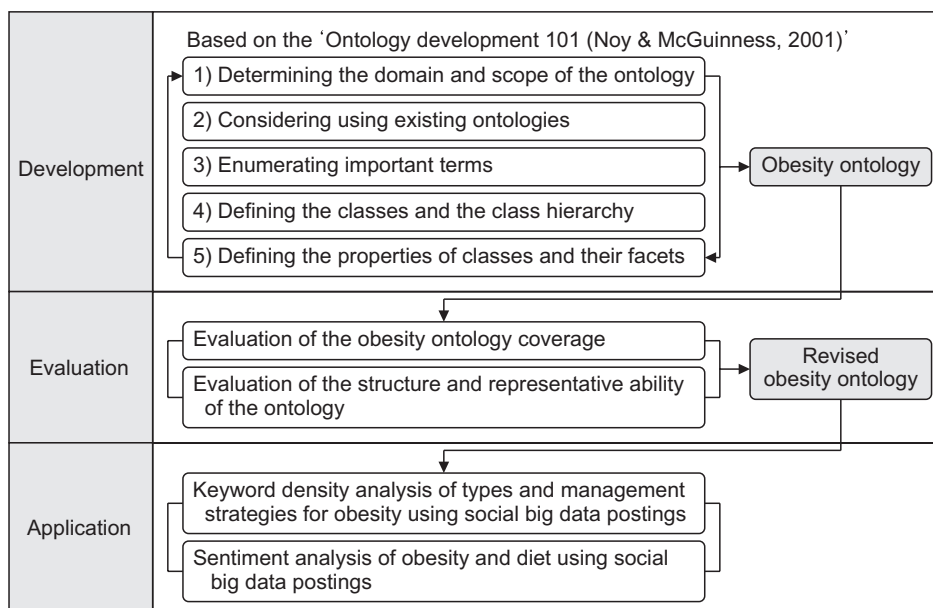 Development
Based on the ‘Ontology development 101 (Noy & McGuinness, 2001)’
1) Determining the domain and scope of the ontology
2) Considering using existing ontologies
3) Enumerating important terms
4) Defining the classes and the class hierarchy
5) Defining the properties of classes and their facets
Obesity ontology
Evaluation
Evaluation of the obesity ontology coverage
Evaluation of the structure and representative ability
of the ontology
Revised
obesity ontology
Application
Keyword density analysis of types and management
strategies for obesity using social big data postings
Sentiment analysis of obesity and diet using social
big data postings